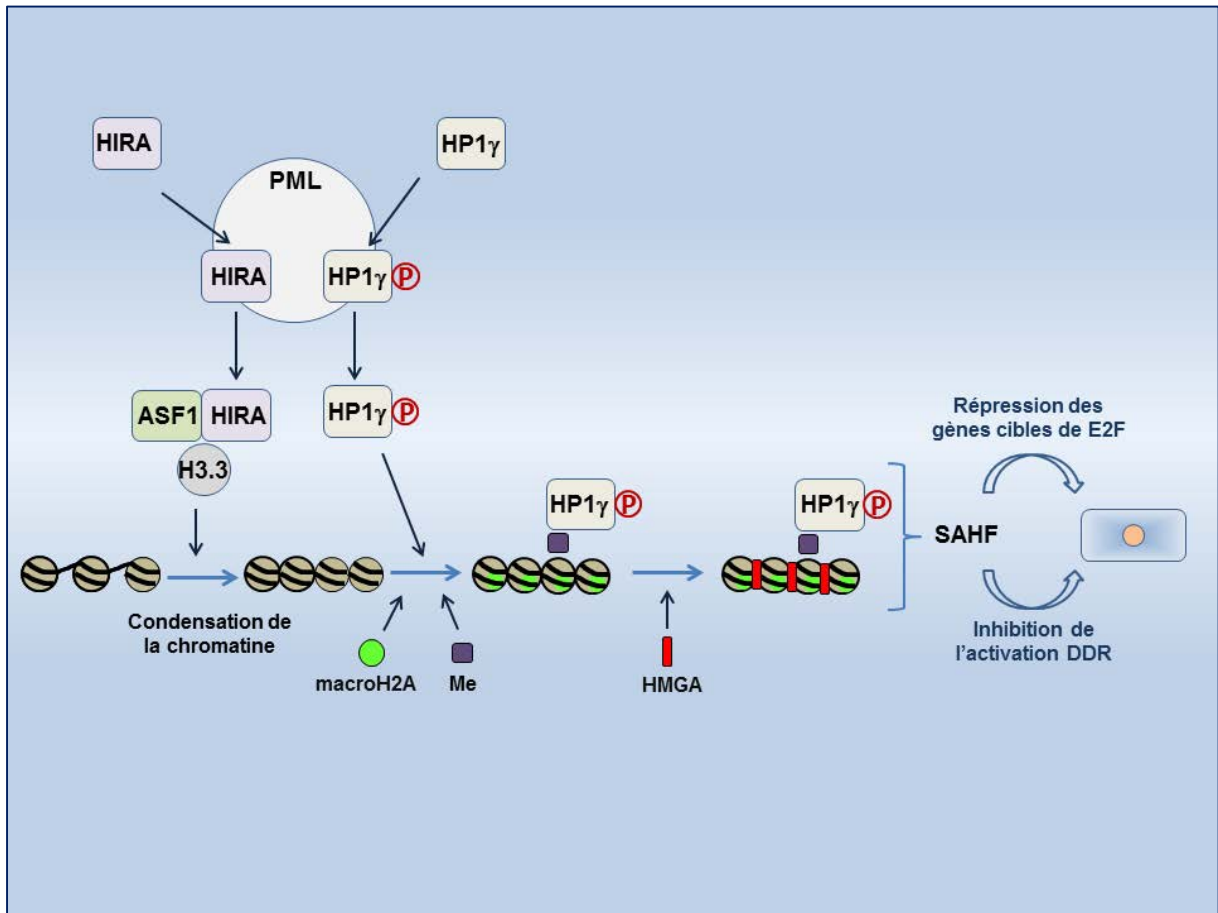 HIRA
HP1γ
PML
HIRA
HP1γ
P
ASF1
HIRA
HP1γ
P
H3.3
Condensation de
la chromatine
macroH2A
Me
HP1γ
P
HMGA
HP1γ
P
SAHF
Répression des
gènes cibles de E2F
Inhibition de
l’activation DDR